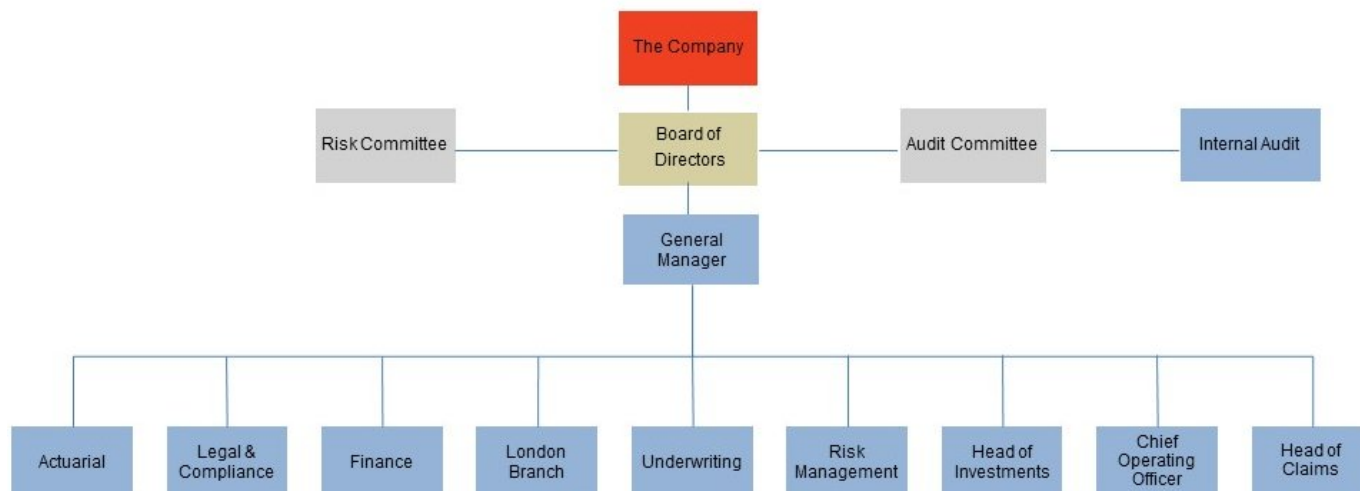 The Company
Risk Committee
Board of
Directors
Audit Committee
Internal Audit
General
Manager
Actuarial
Legal &
Compliance
Finance
London
Branch
Underwriting
Risk
Management
Head of
Investments
Chief
Operating
Officer
Head of
Claims